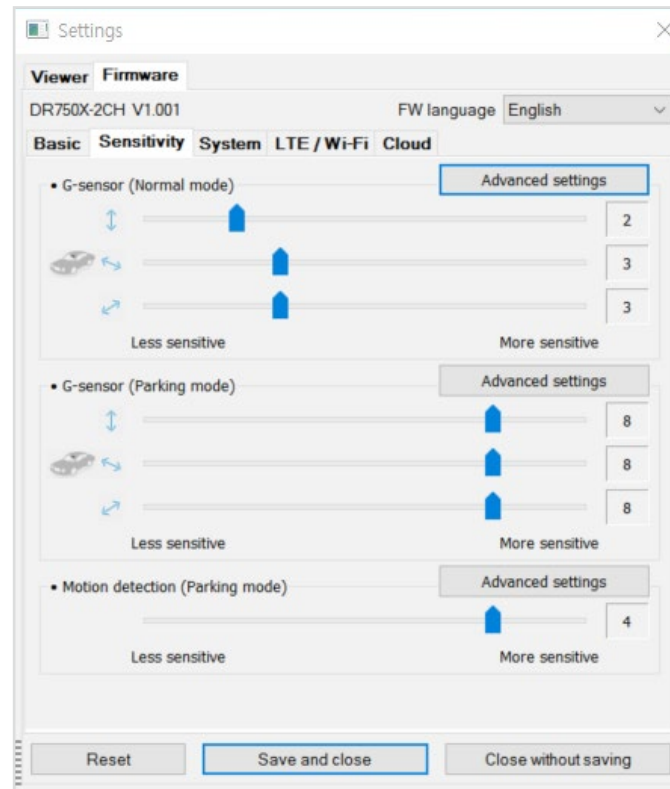 Settings
Viewer Firmware
DR750X-2CH V1.001 FW language English
Basic Sensitivity System LTE / Wi-Fi Cloud
• G-sensor (Normal mode) Advanced settings
2
3
3
Less sensitive More sensitive
• G-sensor (Parking mode) Advanced settings
8
8
8
Less sensitive More sensitive
• Motion detection (Parking mode) Advanced settings
4
Less sensitive More sensitive
Reset Save and close Close without saving